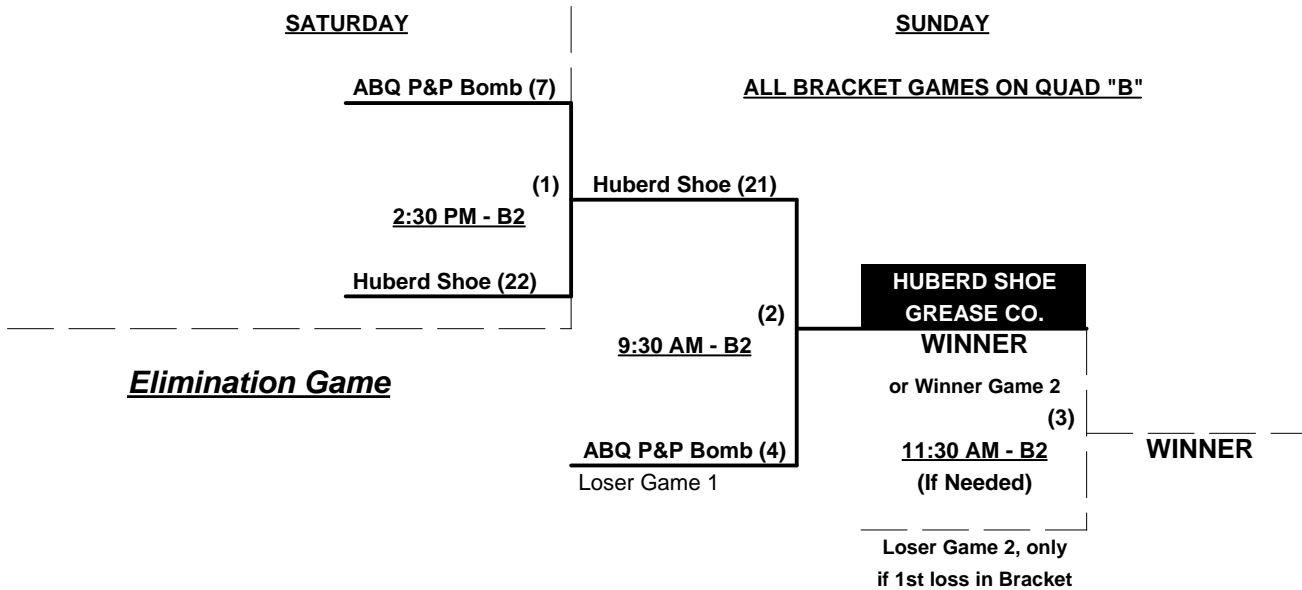 SATURDAY
SUNDAY
ABQ P&P Bomb (7)
ALL BRACKET GAMES ON QUAD "B"
(1)
Huberd Shoe (21)
2:30 PM - B2
Huberd Shoe (22)
HUBERD SHOE
GREASE CO.
(2)
WINNER
9:30 AM - B2
Elimination Game
or Winner Game 2
(3)
ABQ P&P Bomb (4)
11:30 AM - B2
WINNER
Loser Game 1
(If Needed)
Loser Game 2, only
if 1st loss in Bracket